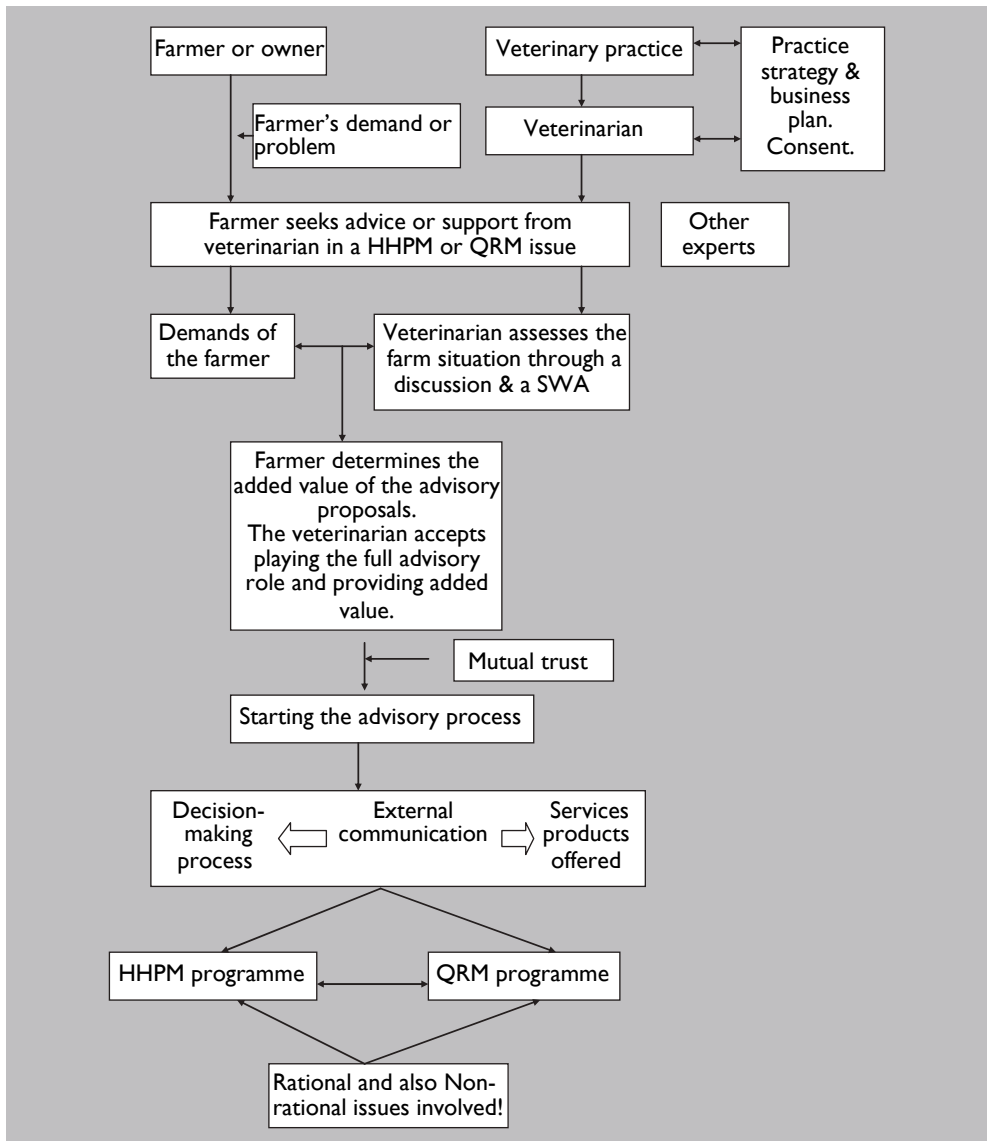 Farmer or owner
Veterinary practice
Practice
strategy &
business
plan.
Consent.
Farmer's demand or
problem
Veterinarian
Farmer seeks advice or support from
veterinarian in a HHPM or QRM issue
Other
experts
Demands of
the farmer
Veterinarian assesses the
farm situation through a
discussion & a SWA
Farmer determines the
added value of the advisory
proposals.
The veterinarian accepts
playing the full advisory
role and providing added
value.
Mutual trust
Starting the advisory process
Decision-
making
process
External
communication
Services
products
offered
HHPM programme
QRM programme
Rational and also Non-
rational issues involved!